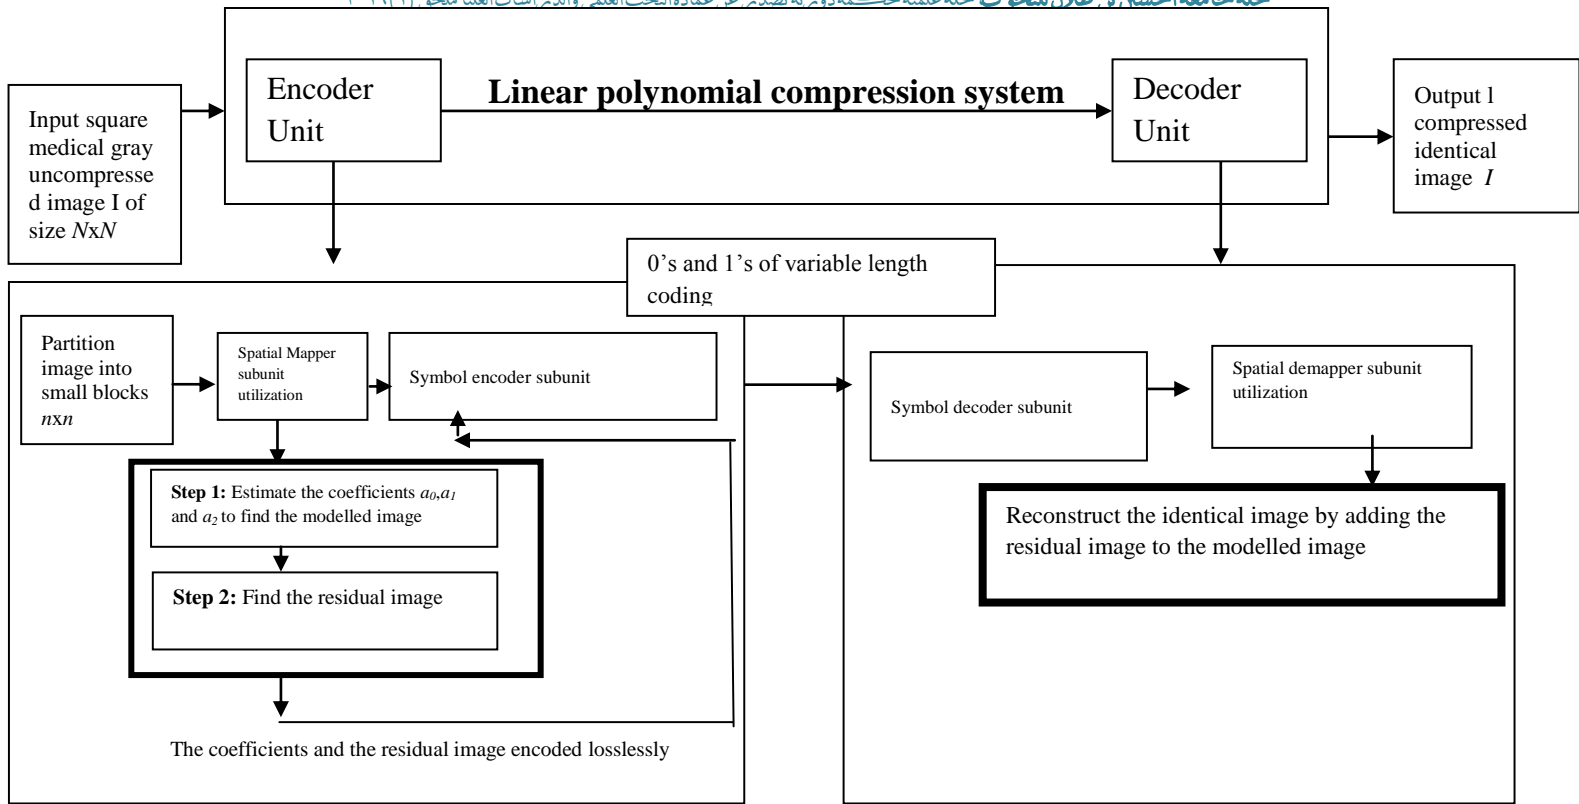 Input square
medical gray
uncompresse
d image I of
size NxN
Encoder
Unit
Linear polynomial compression system
Decoder
Unit
Output l
compressed
identical
image I
0’s and 1’s of variable length
coding
Partition
image into
small blocks
nxn
Spatial Mapper
subunit
utilization
Symbol encoder subunit
Step 1: Estimate the coefficients a0,a1
and a2 to find the modelled image
Step 2: Find the residual image
The coefficients and the residual image encoded losslessly
Symbol decoder subunit
Spatial demapper subunit
utilization
Reconstruct the identical image by adding the
residual image to the modelled image